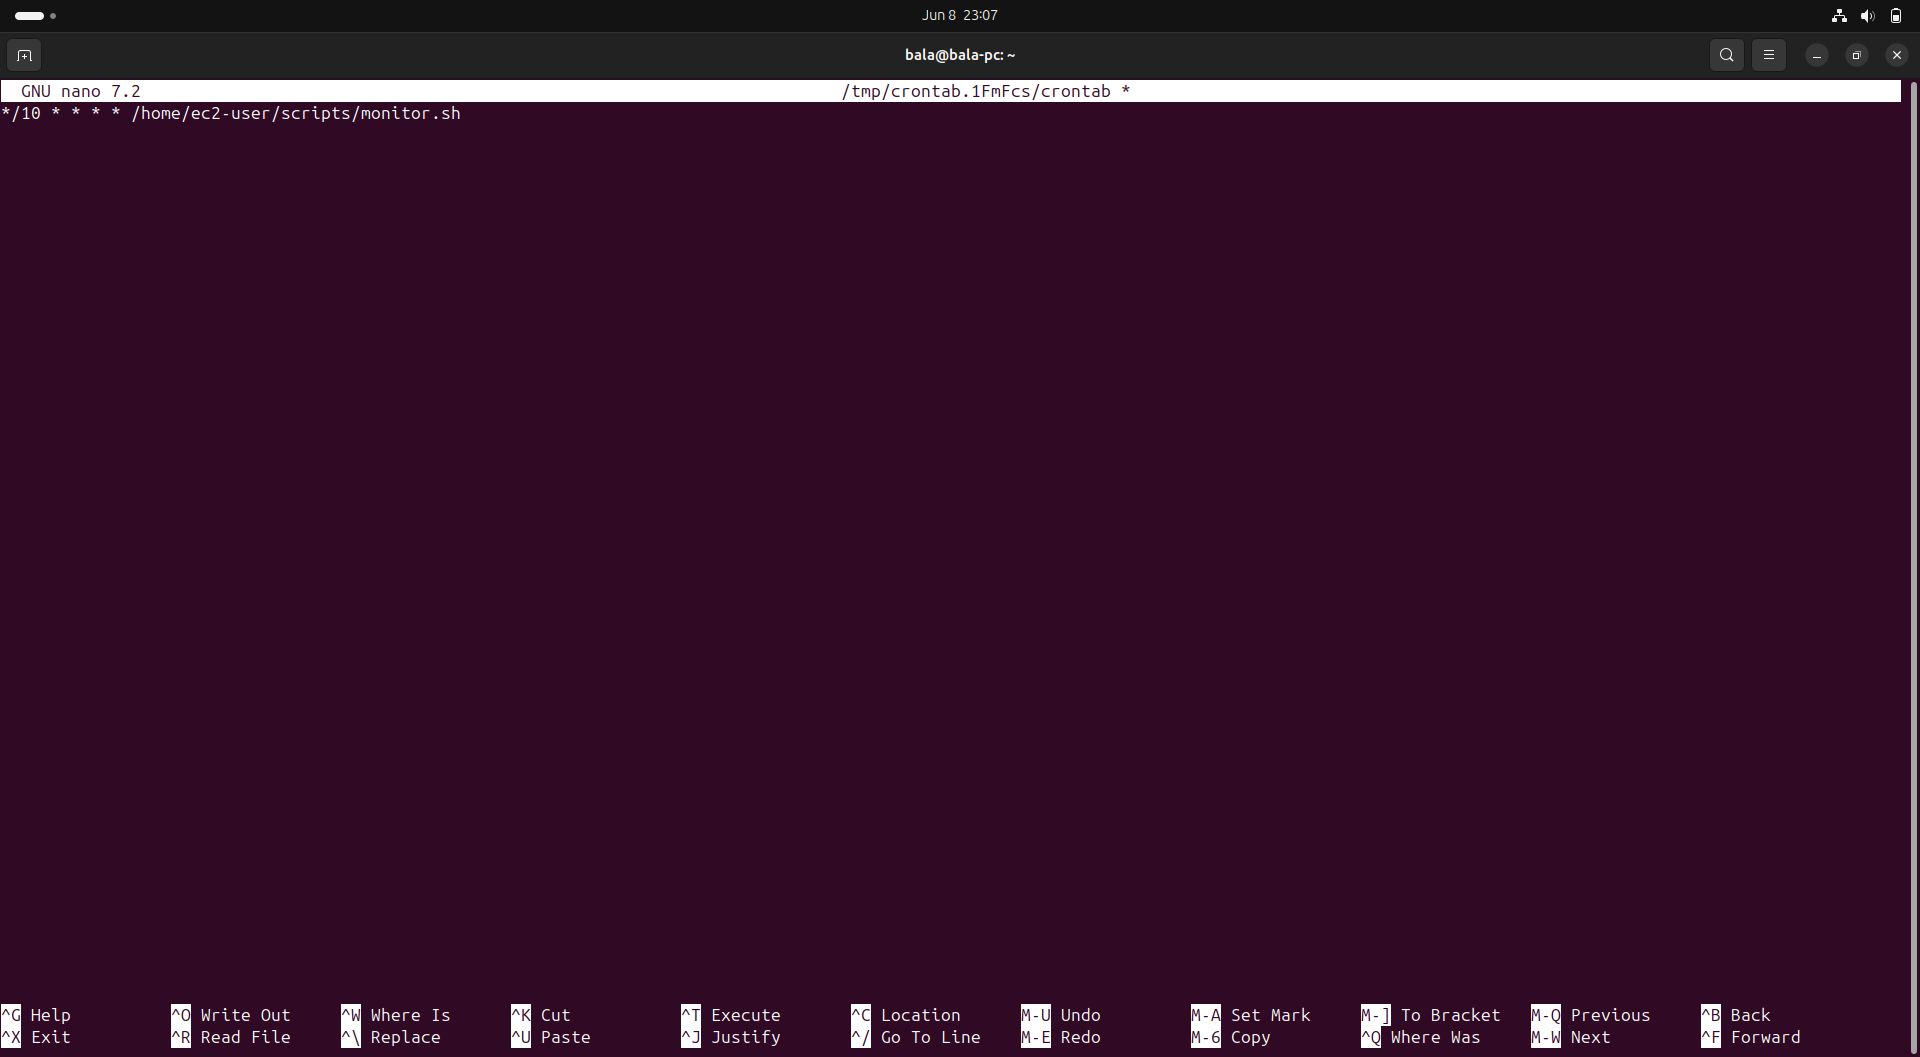 Jun 8 23:07
bala@bala-pc: ~
GNU nano 7.2 /tmp/crontab.1FmFcs/crontab *
*/10 * * * * /home/ec2-user/scripts/monitor.sh
^G Help ^O Write Out ^W Where Is ^K Cut ^T Execute ^C Location M-U Undo M-A Set Mark M-] To Bracket M-Q Previous ^B Back
^X Exit ^R Read File ^\ Replace ^U Paste ^J Justify ^/ Go To Line M-E Redo M-6 Copy ^Q Where Was M-W Next ^F Forward